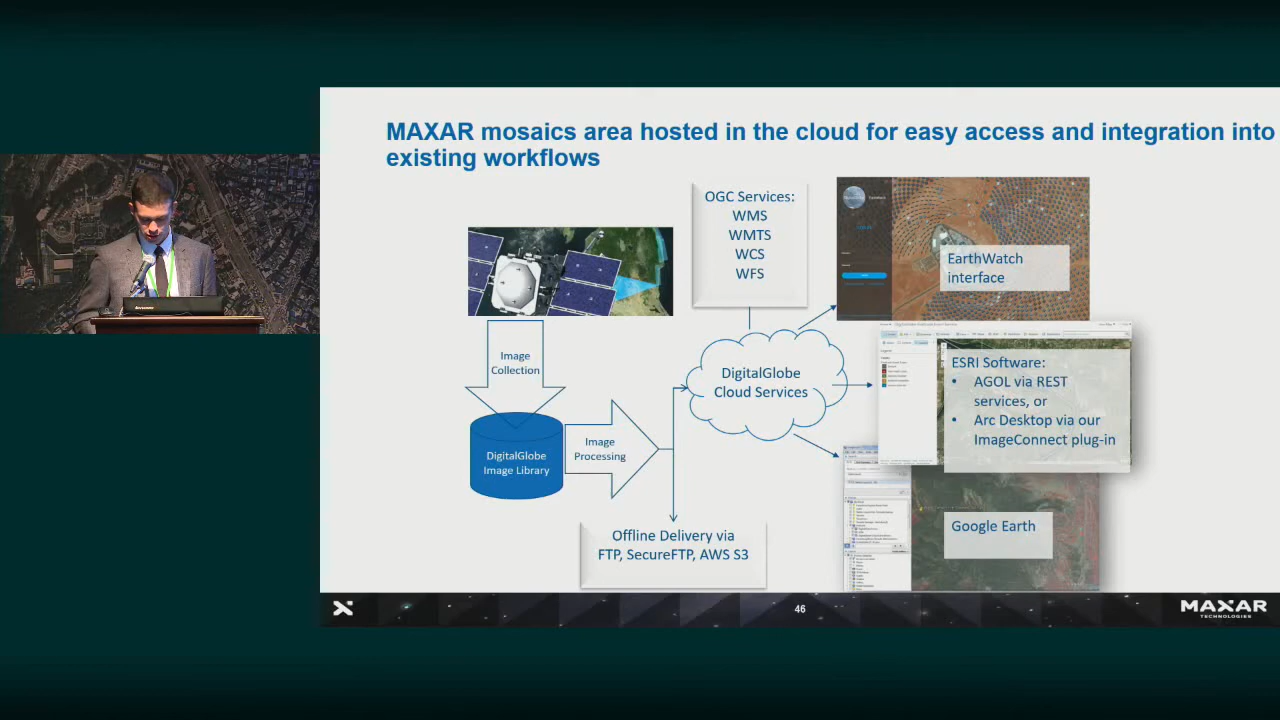 MAXAR mosaics area hosted in the cloud for easy access and integration into
existing workflows
OGC Services:
WMS
WMTS
WCS
WFS
EarthWatch
interface
Image
Collection
DigitalGlobe
Cloud Services
ESRI Software:
• AGOL via REST
services, or
• Arc Desktop via our
ImageConnect plug-in
Image
Processing
DigitalGlobe
Image Library
Offline Delivery via
FTP, SecureFTP, AWS S3
Google Earth
46
MAXAR
TECHNOLOGIES